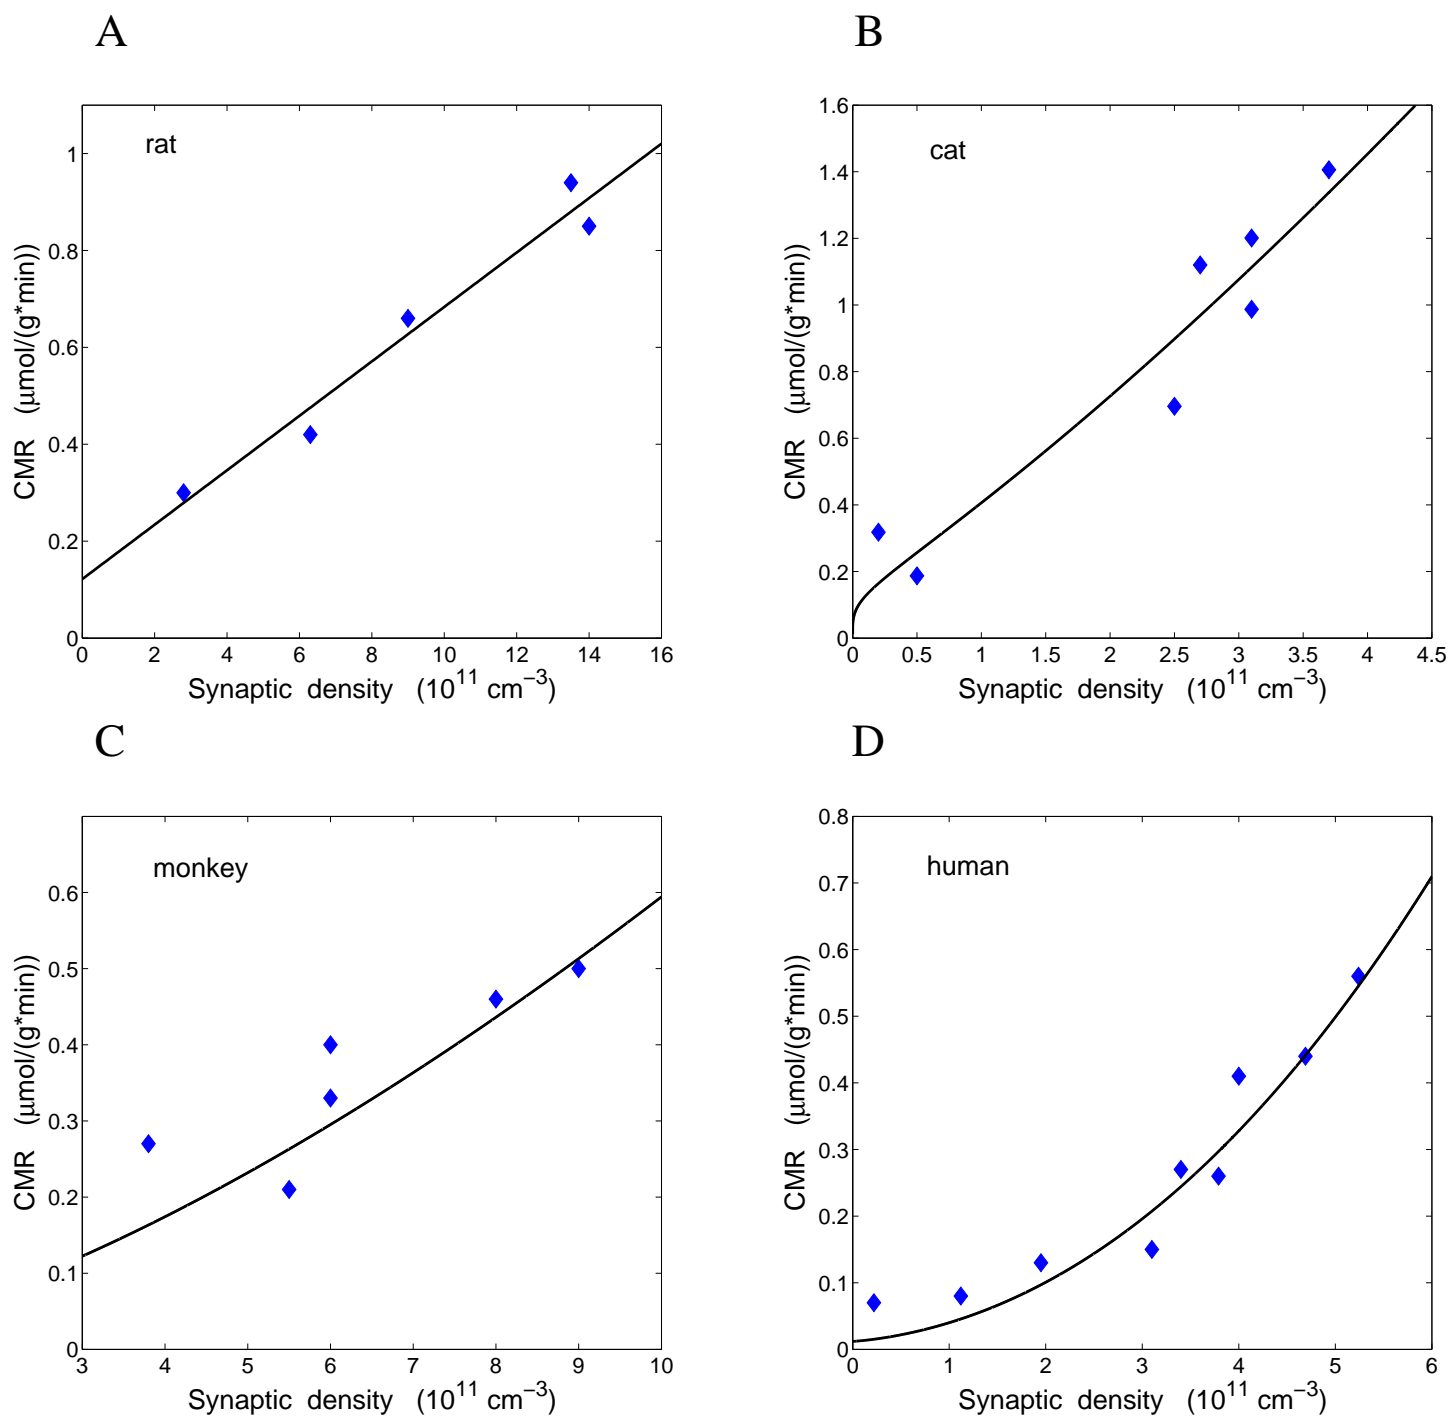 A
rat
1
0.8
0.6
0.4
0.2
0
0 2 4 6 8 10 12 14 16
CMR (μmol/(g*min))
Synaptic density (10^11 cm^−3)
B
cat
1.6
1.4
1.2
1
0.8
0.6
0.4
0.2
0
0 0.5 1 1.5 2 2.5 3 3.5 4 4.5
CMR (μmol/(g*min))
Synaptic density (10^11 cm^−3)
C
monkey
0.6
0.5
0.4
0.3
0.2
0.1
0
3 4 5 6 7 8 9 10
CMR (μmol/(g*min))
Synaptic density (10^11 cm^−3)
D
human
0.8
0.7
0.6
0.5
0.4
0.3
0.2
0.1
0
0 1 2 3 4 5 6
CMR (μmol/(g*min))
Synaptic density (10^11 cm^−3)